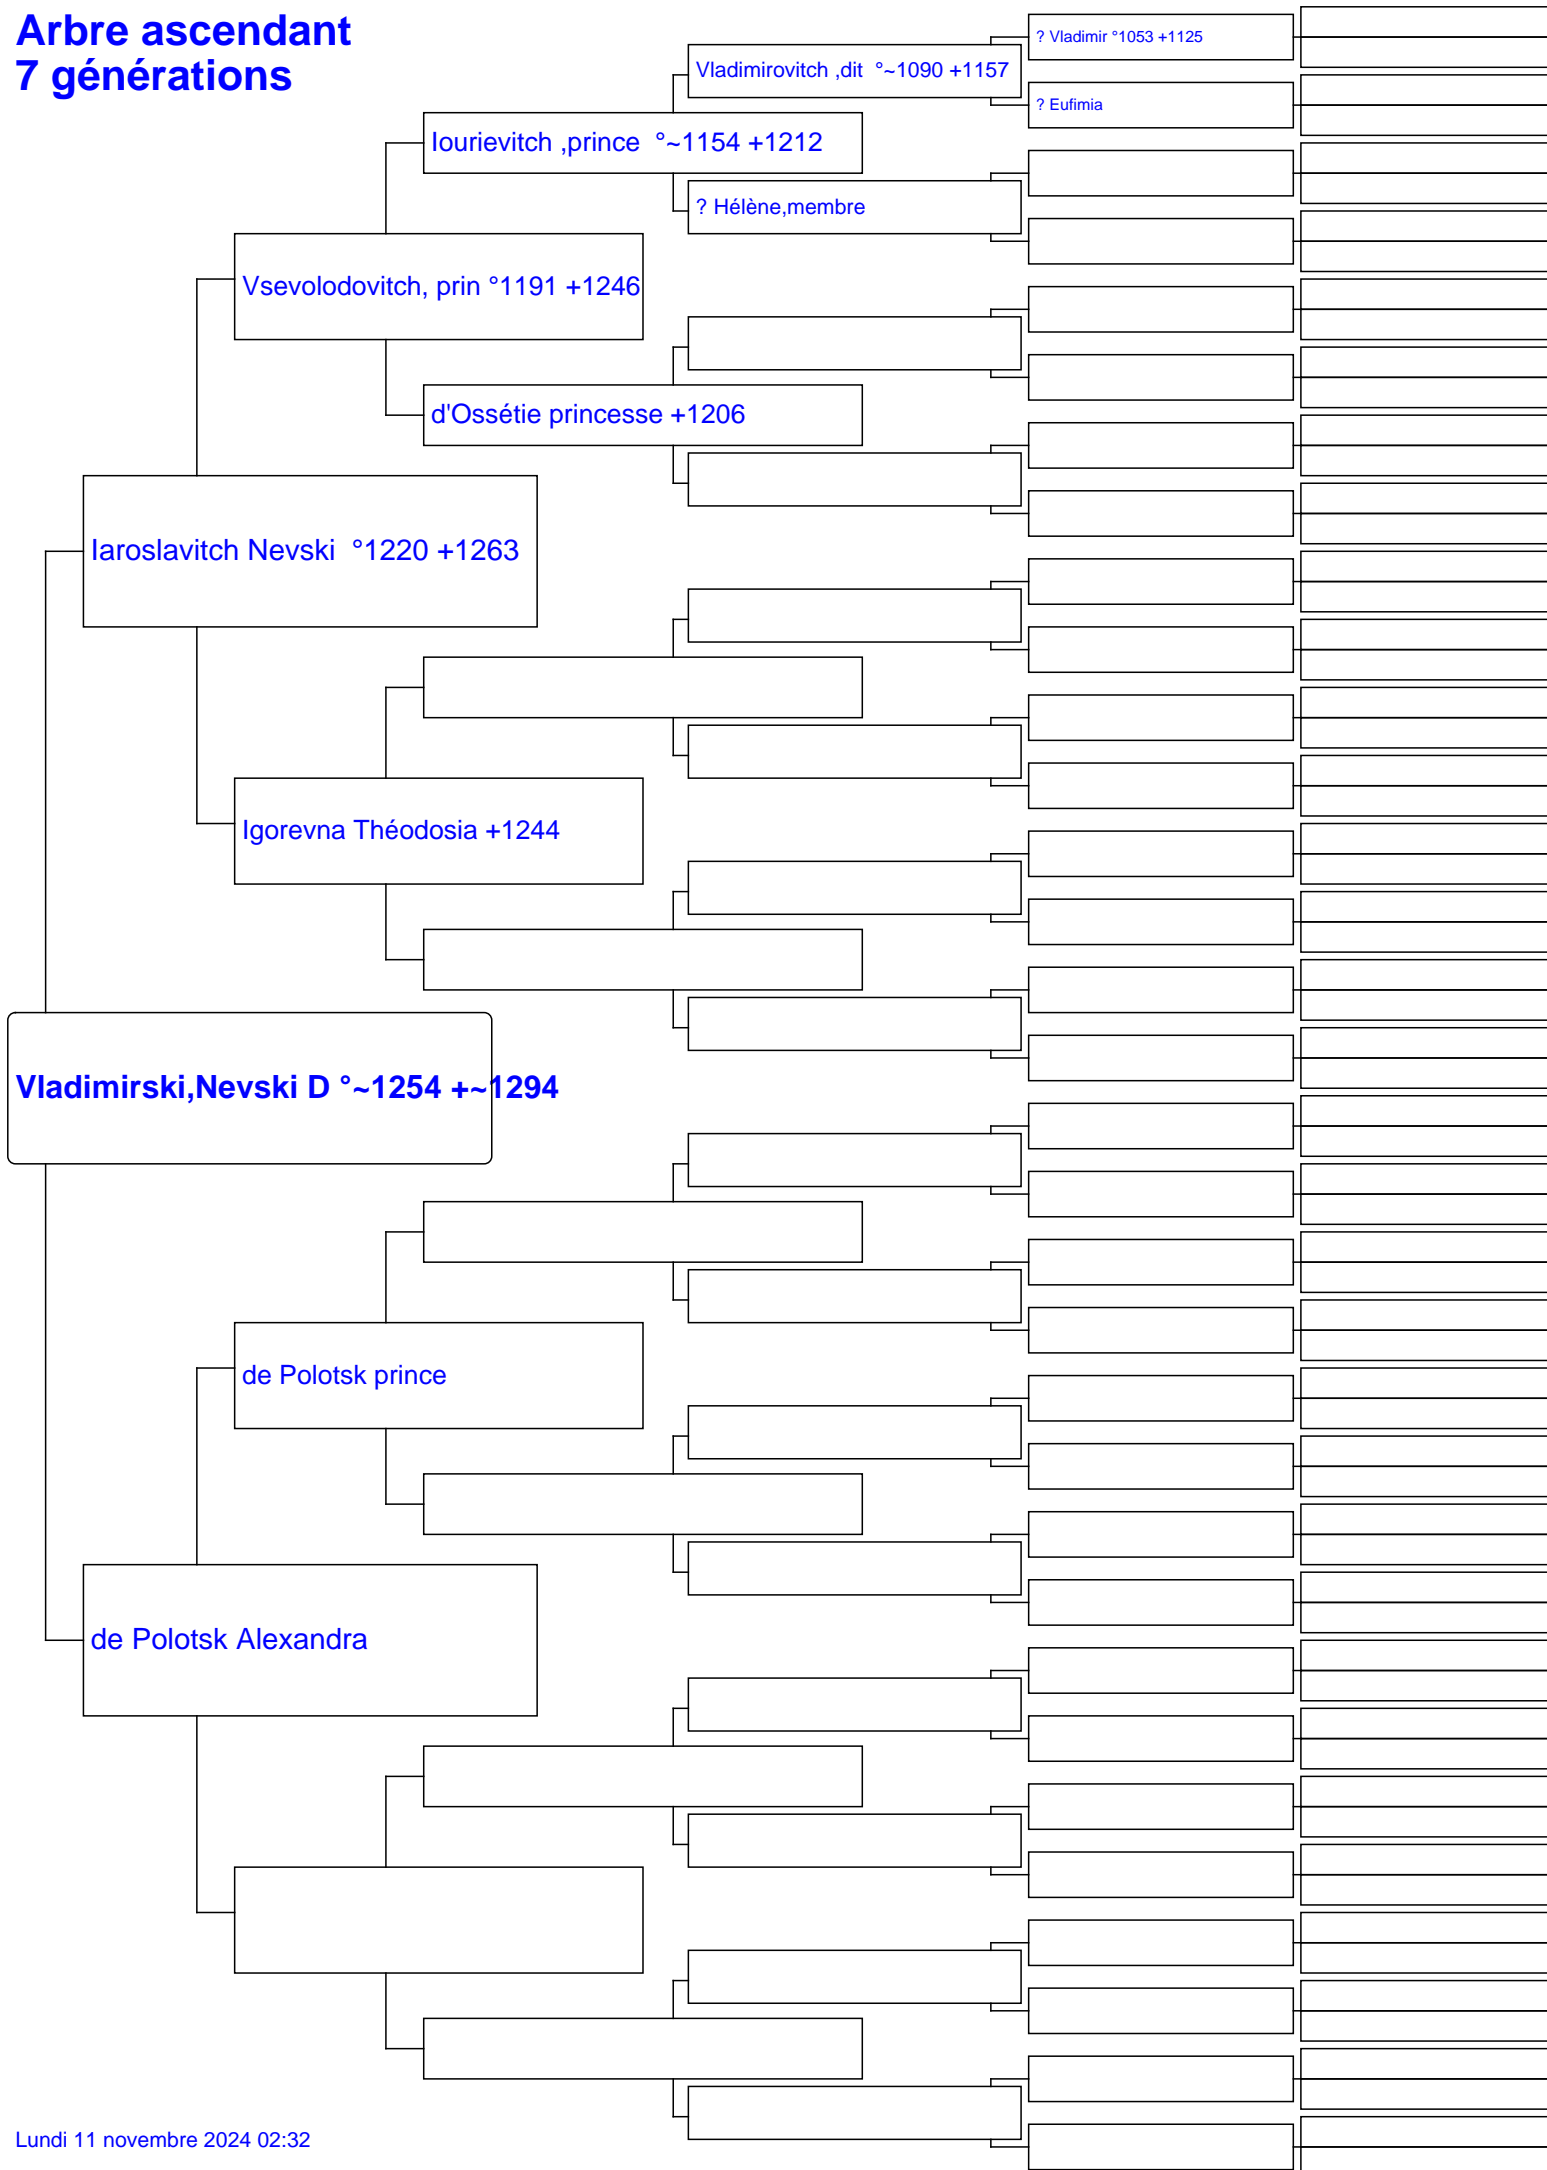 Arbre ascendant
7 générations
? Vladimir °1053 +1125
Vladimirovitch ,dit  °~1090 +1157
? Eufimia
Iourievitch ,prince  °~1154 +1212
? Hélène,membre
Vsevolodovitch, prin °1191 +1246
d'Ossétie princesse +1206
Iaroslavitch Nevski  °1220 +1263
Igorevna Théodosia +1244
Vladimirski,Nevski D °~1254 +~1294
de Polotsk prince
de Polotsk Alexandra
Lundi 11 novembre 2024 02:32